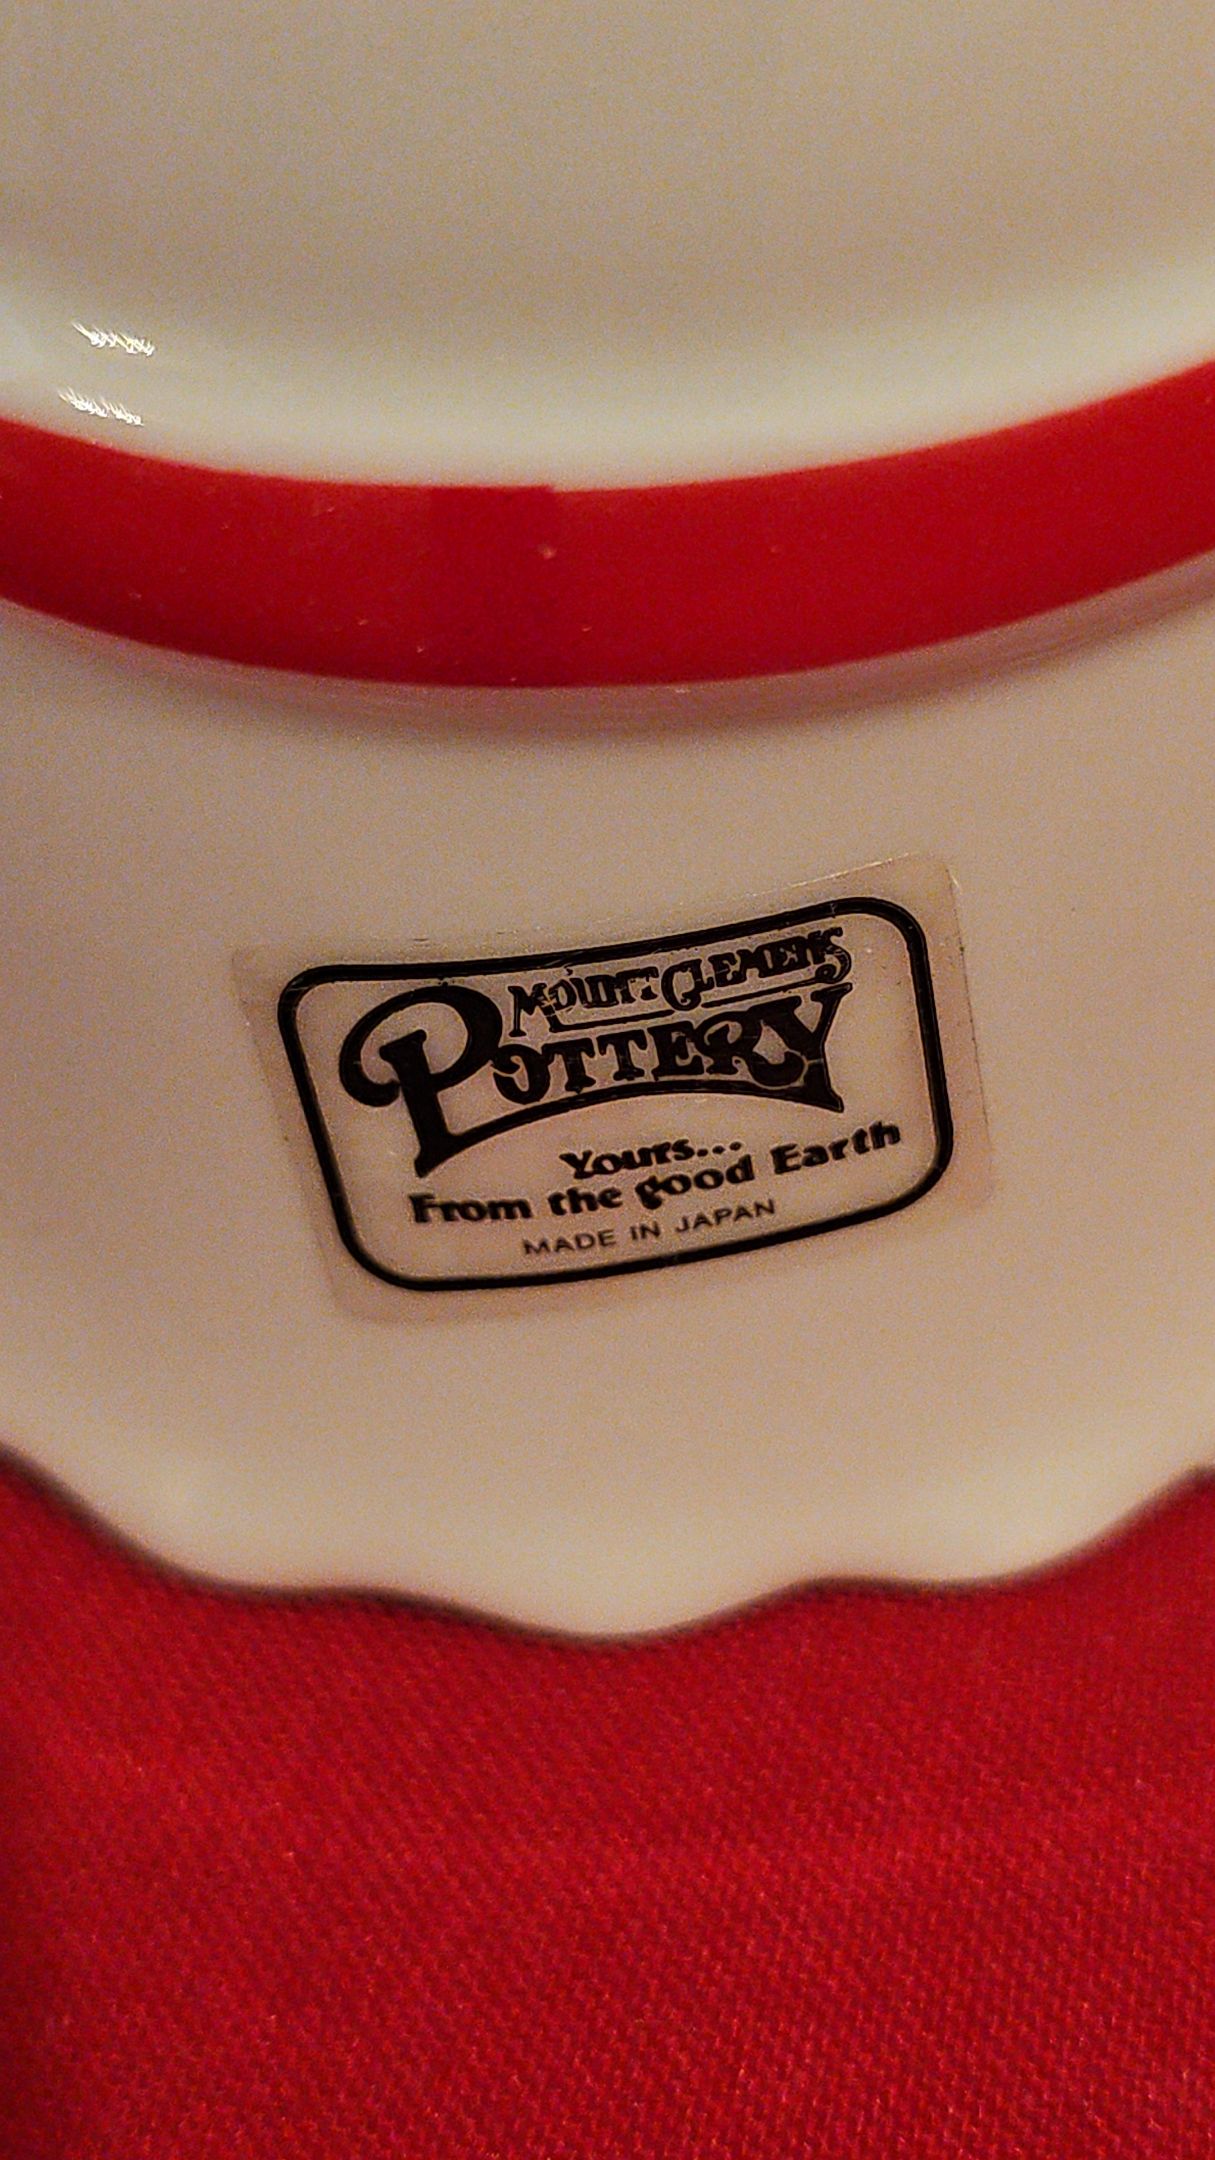 MOUNT CLEMENS
POTTERY
Yours...
From the good Earth
MADE IN JAPAN